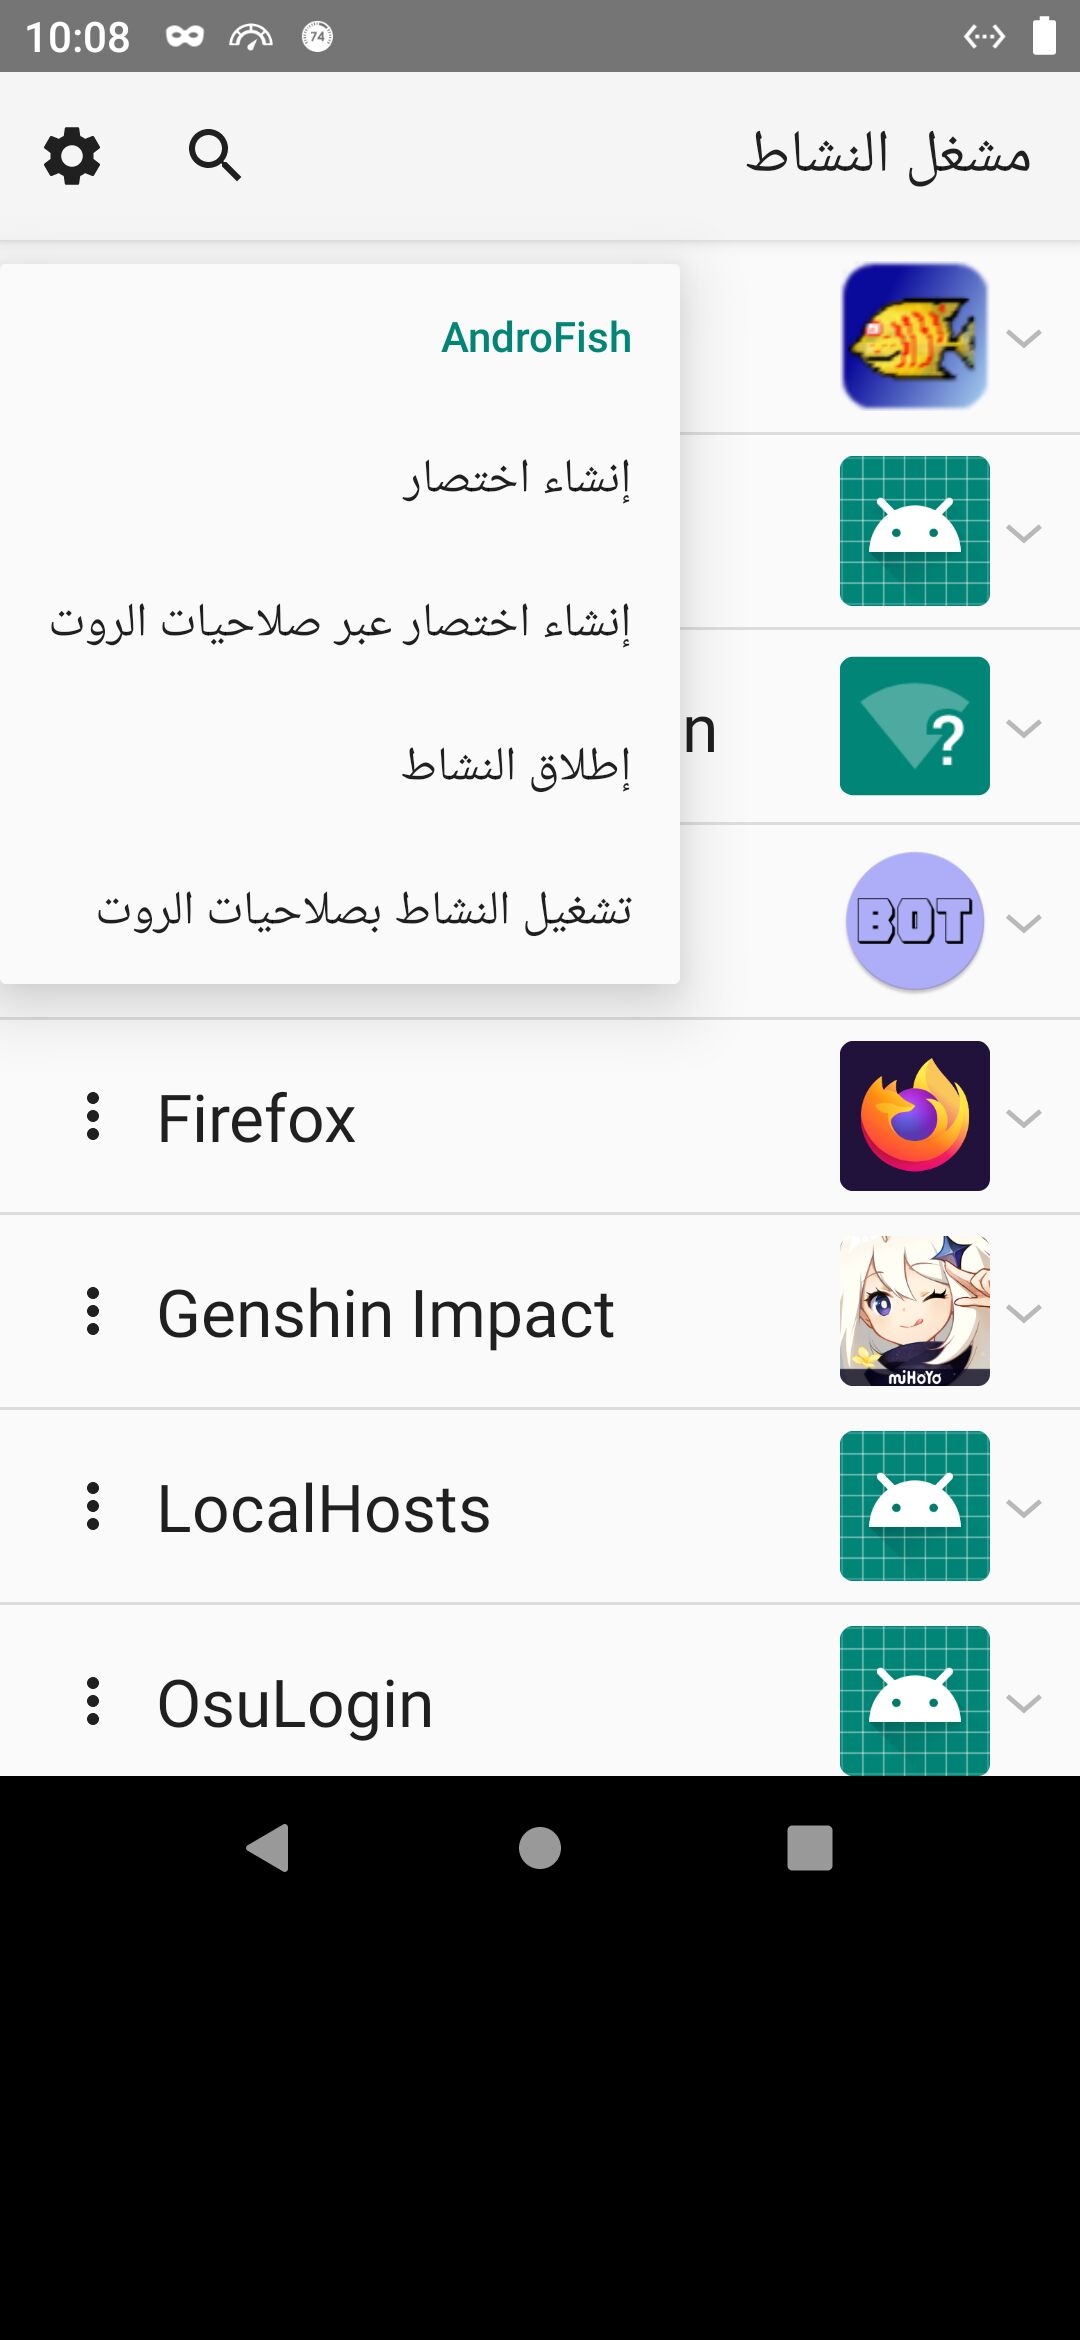 10:08
74
مشغل النشاط
AndroFish
إنشاء اختصار
إنشاء اختصار عبر صلاحيات الروت
إطلاق النشاط
تشغيل النشاط بصلاحيات الروت
n
?
BOT
Firefox
Genshin Impact
miHoYo
LocalHosts
OsuLogin